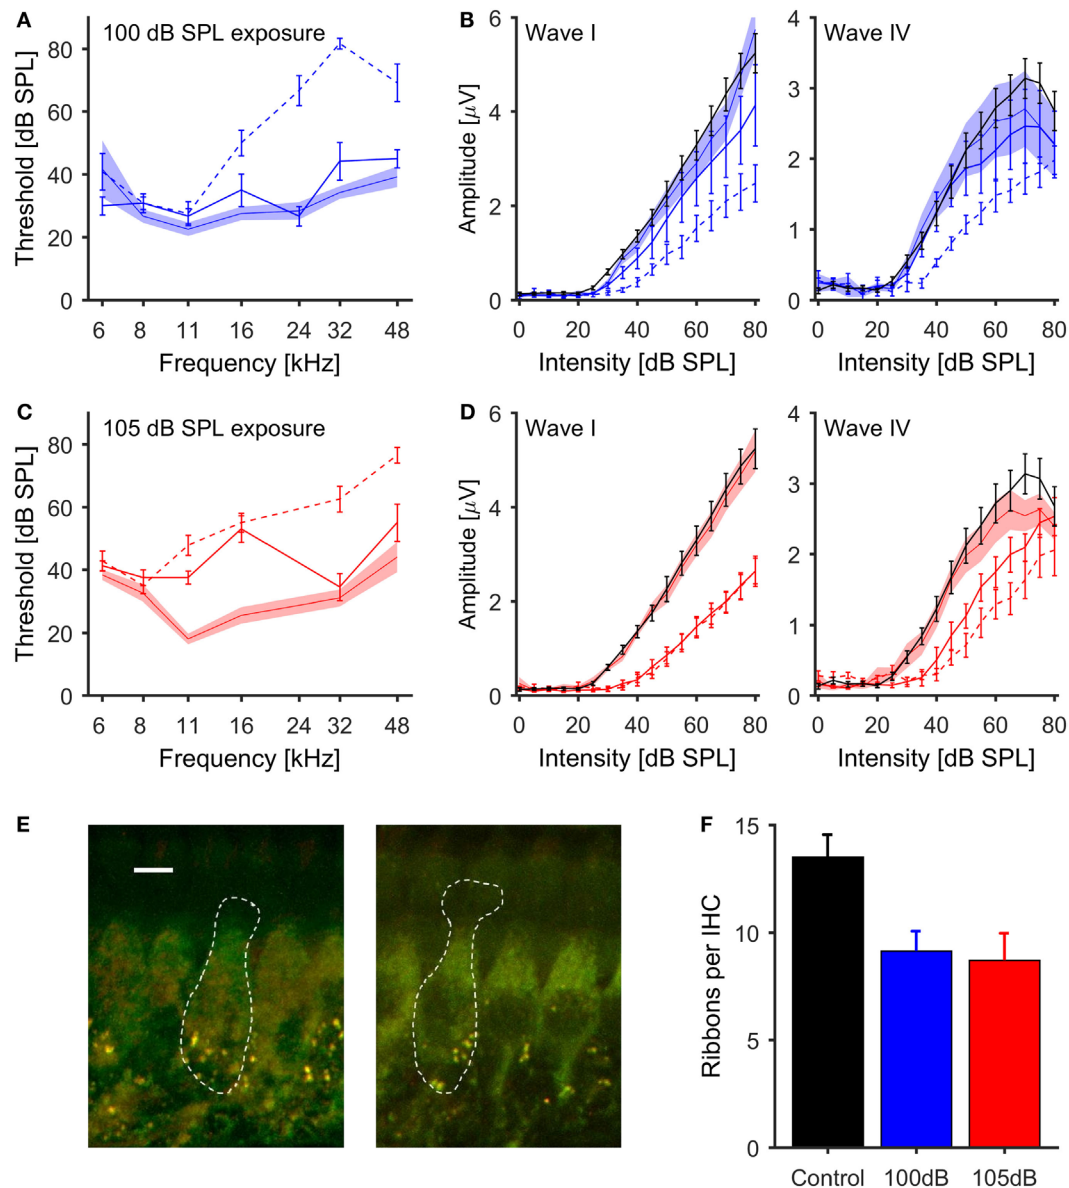 A
100 dB SPL exposure
Threshold [dB SPL]
80
60
40
20
0
6 8 11 16 24 32 48
Frequency [kHz]
B
Wave I
Amplitude [µV]
6
4
2
0
0 20 40 60 80
Intensity [dB SPL]
Wave IV
4
3
2
1
0
0 20 40 60 80
Intensity [dB SPL]
C
105 dB SPL exposure
Threshold [dB SPL]
80
60
40
20
0
6 8 11 16 24 32 48
Frequency [kHz]
D
Wave I
Amplitude [µV]
6
4
2
0
0 20 40 60 80
Intensity [dB SPL]
Wave IV
4
3
2
1
0
0 20 40 60 80
Intensity [dB SPL]
E
F
Ribbons per IHC
15
10
5
0
Control 100dB 105dB